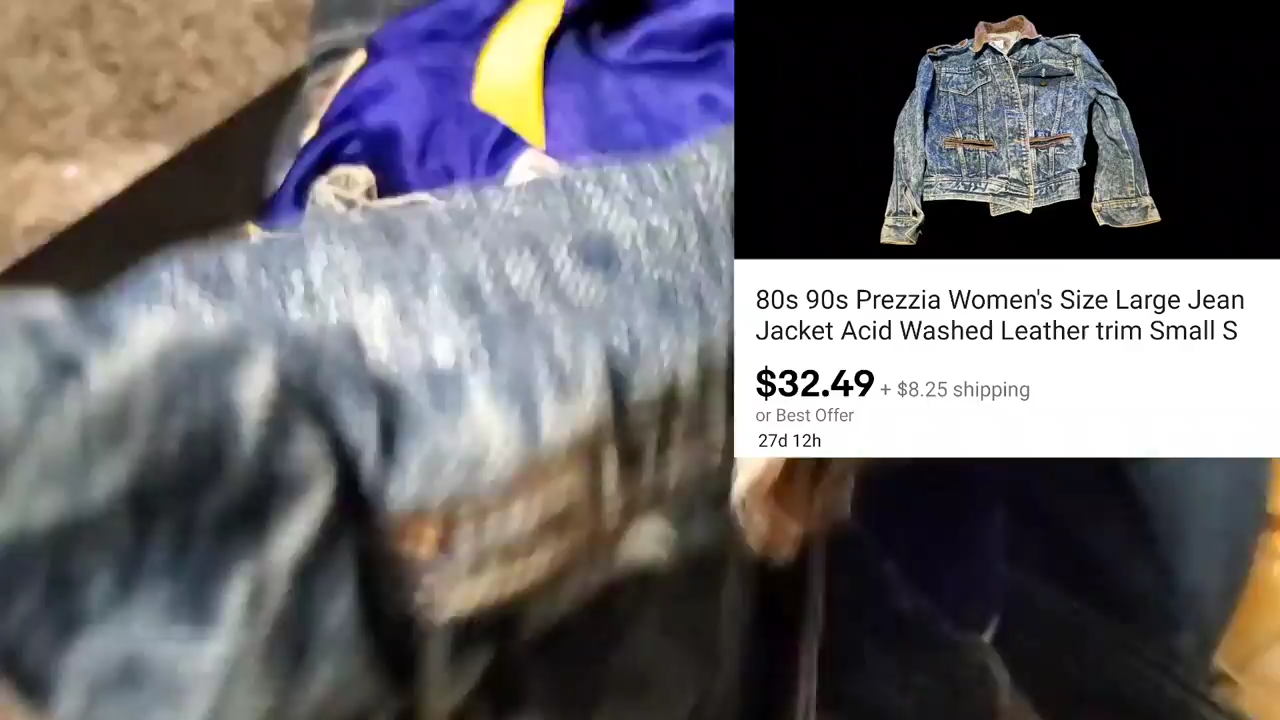 80s 90s Prezzia Women's Size Large Jean
Jacket Acid Washed Leather trim Small S
$32.49 + $8.25 shipping
or Best Offer
27d 12h